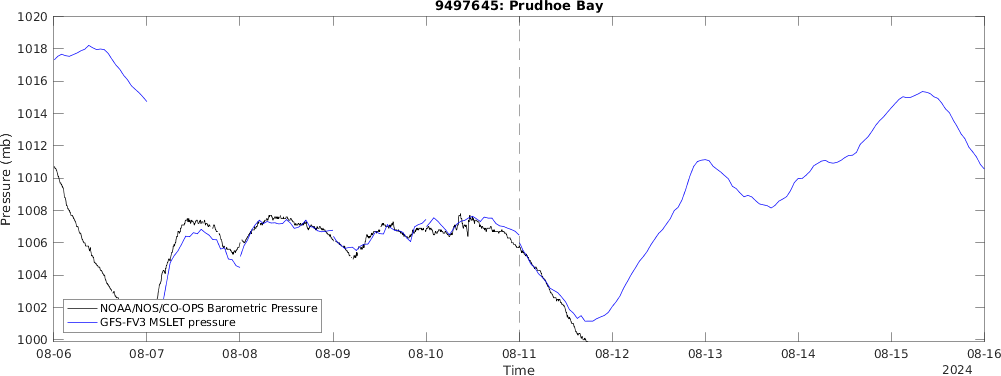 9497645: Prudhoe Bay
1020
1018
1016
1014
1012
1010
1008
1006
1004
1002
1000
Pressure (mb)
NOAA/NOS/CO-OPS Barometric Pressure
GFS-FV3 MSLET pressure
08-06 08-07 08-08 08-09 08-10 08-11 08-12 08-13 08-14 08-15 08-16
Time
2024